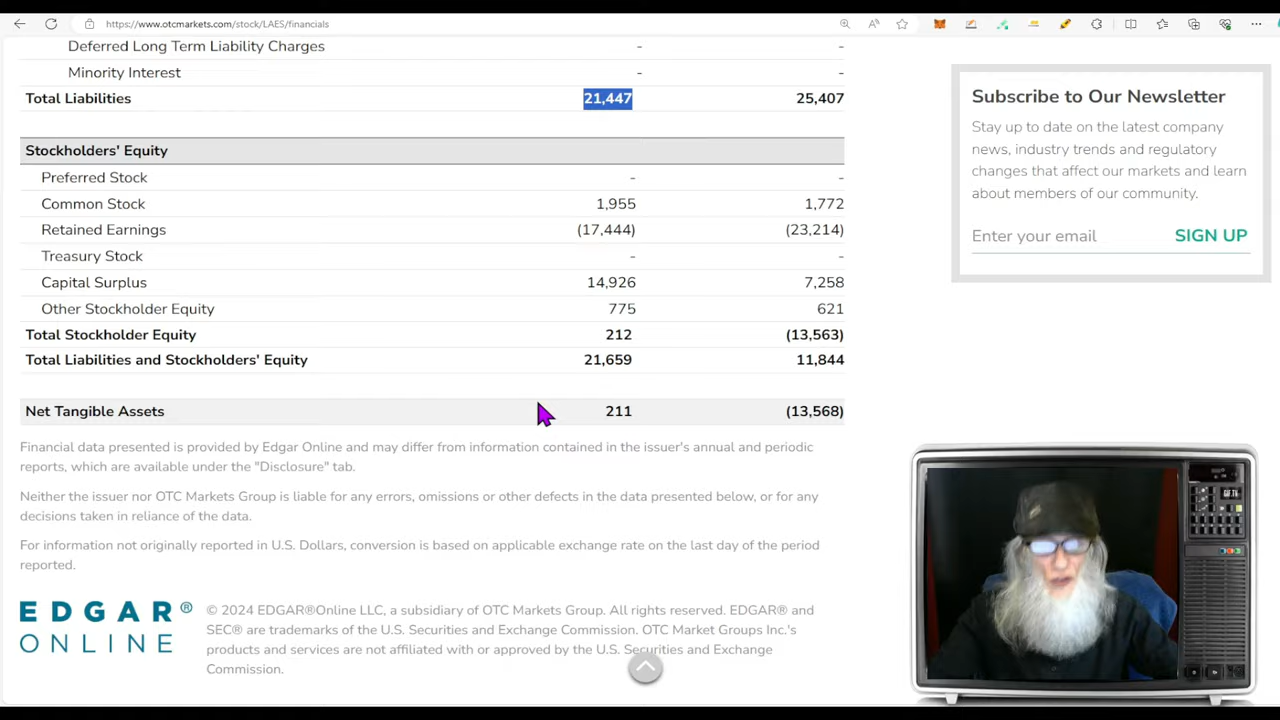 https://www.otcmarkets.com/stock/LAES/financials
Deferred Long Term Liability Charges - -
Minority Interest - -
Total Liabilities 21,447 25,407
Stockholders' Equity
Preferred Stock - -
Common Stock 1,955 1,772
Retained Earnings (17,444) (23,214)
Treasury Stock - -
Capital Surplus 14,926 7,258
Other Stockholder Equity 775 621
Total Stockholder Equity 212 (13,563)
Total Liabilities and Stockholders' Equity 21,659 11,844
Net Tangible Assets 211 (13,568)
Financial data presented is provided by Edgar Online and may differ from information contained in the issuer's annual and periodic
reports, which are available under the "Disclosure" tab.
Neither the issuer nor OTC Markets Group is liable for any errors, omissions or other defects in the data presented below, or for any
decisions taken in reliance of the data.
For information not originally reported in U.S. Dollars, conversion is based on applicable exchange rate on the last day of the period
reported.
EDGAR®
ONLINE
© 2024 EDGAR®Online LLC, a subsidiary of OTC Markets Group. All rights reserved. EDGAR® and
SEC® are trademarks of the U.S. Securities and Exchange Commission. OTC Market Groups Inc.'s
products and services are not affiliated with or approved by the U.S. Securities and Exchange
Commission.
Subscribe to Our Newsletter
Stay up to date on the latest company
news, industry trends and regulatory
changes that affect our markets and learn
about members of our community.
Enter your email SIGN UP
GIF.TV